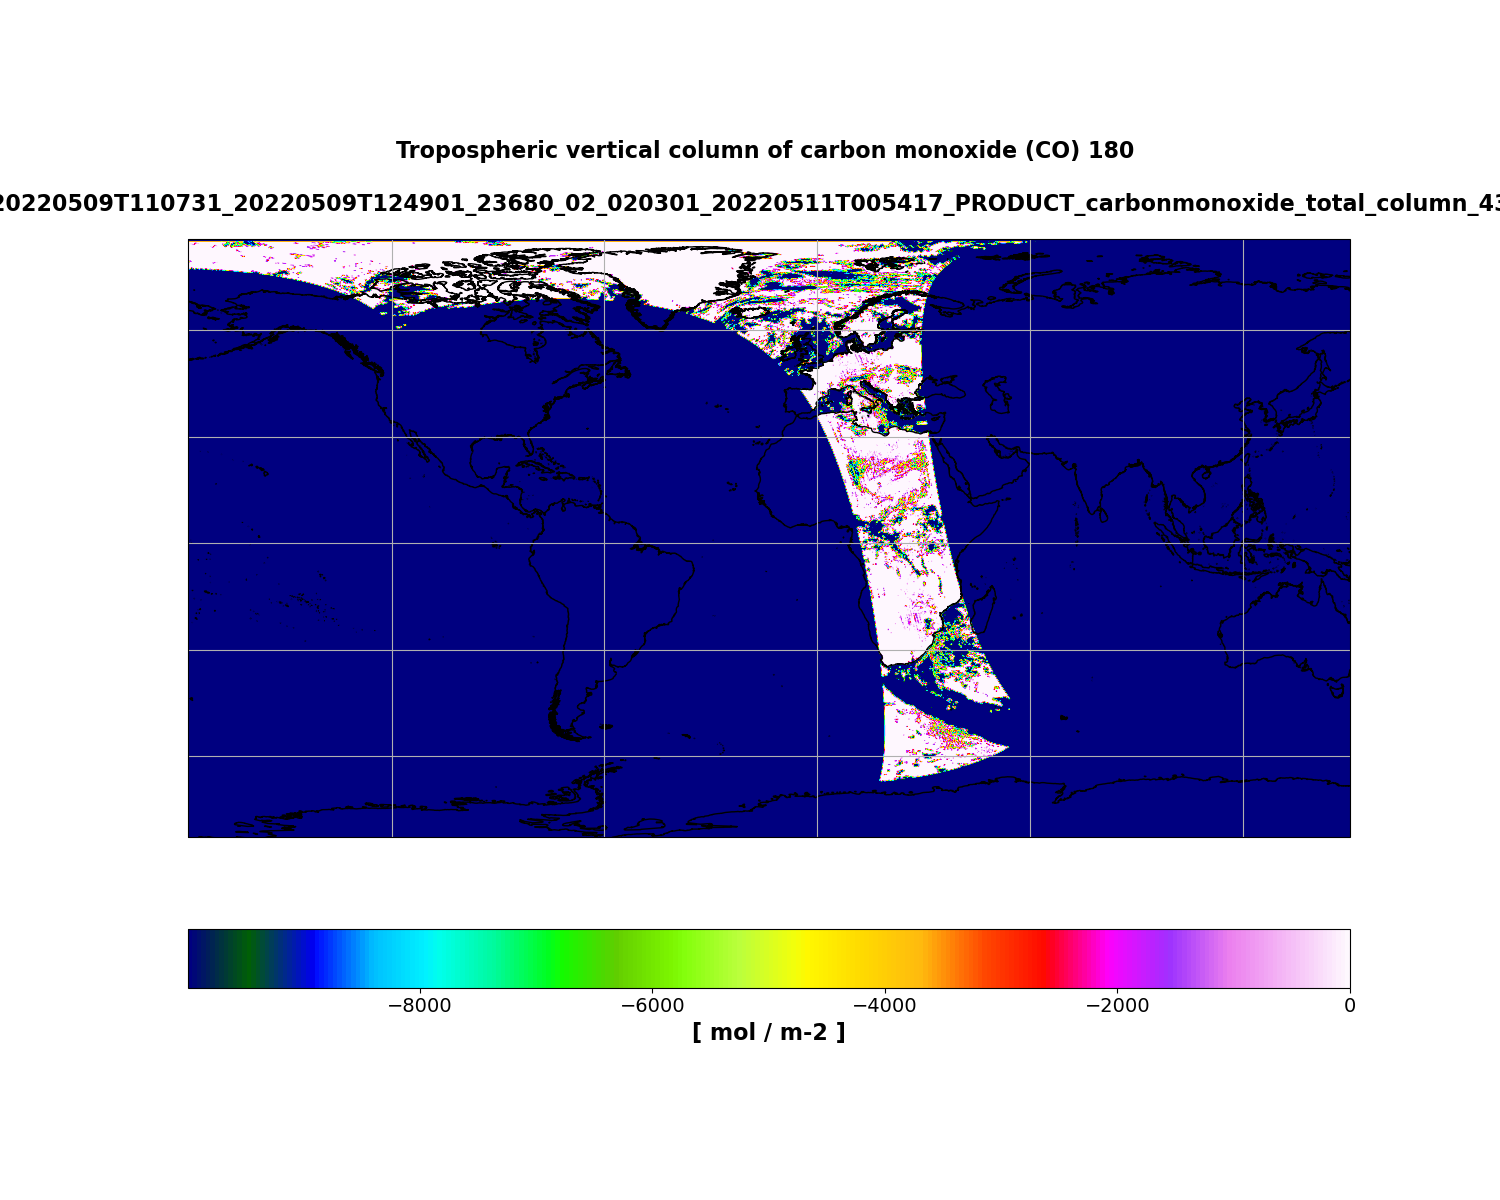 Tropospheric vertical column of carbon monoxide (CO) 180
20220509T110731_20220509T124901_23680_02_020301_20220511T005417_PRODUCT_carbonmonoxide_total_column_43
−8000 −6000 −4000 −2000 0
[ mol / m-2 ]